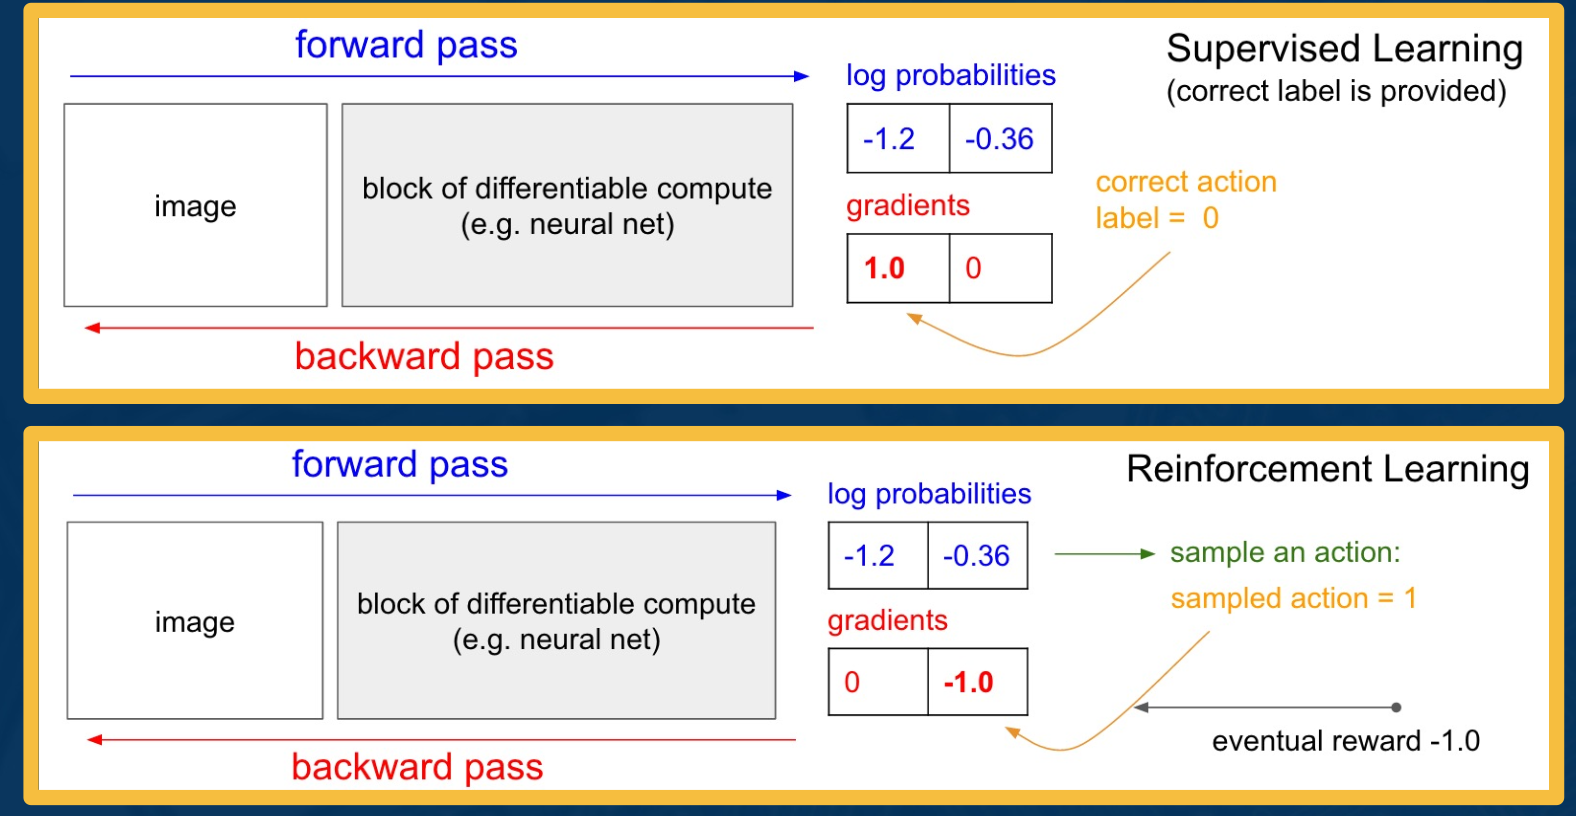 forward pass
Supervised Learning
(correct label is provided)
log probabilities
-1.2 -0.36
image
block of differentiable compute
(e.g. neural net)
gradients
1.0 0
correct action
label = 0
backward pass
forward pass
Reinforcement Learning
log probabilities
-1.2 -0.36
sample an action:
sampled action = 1
image
block of differentiable compute
(e.g. neural net)
gradients
0 -1.0
eventual reward -1.0
backward pass